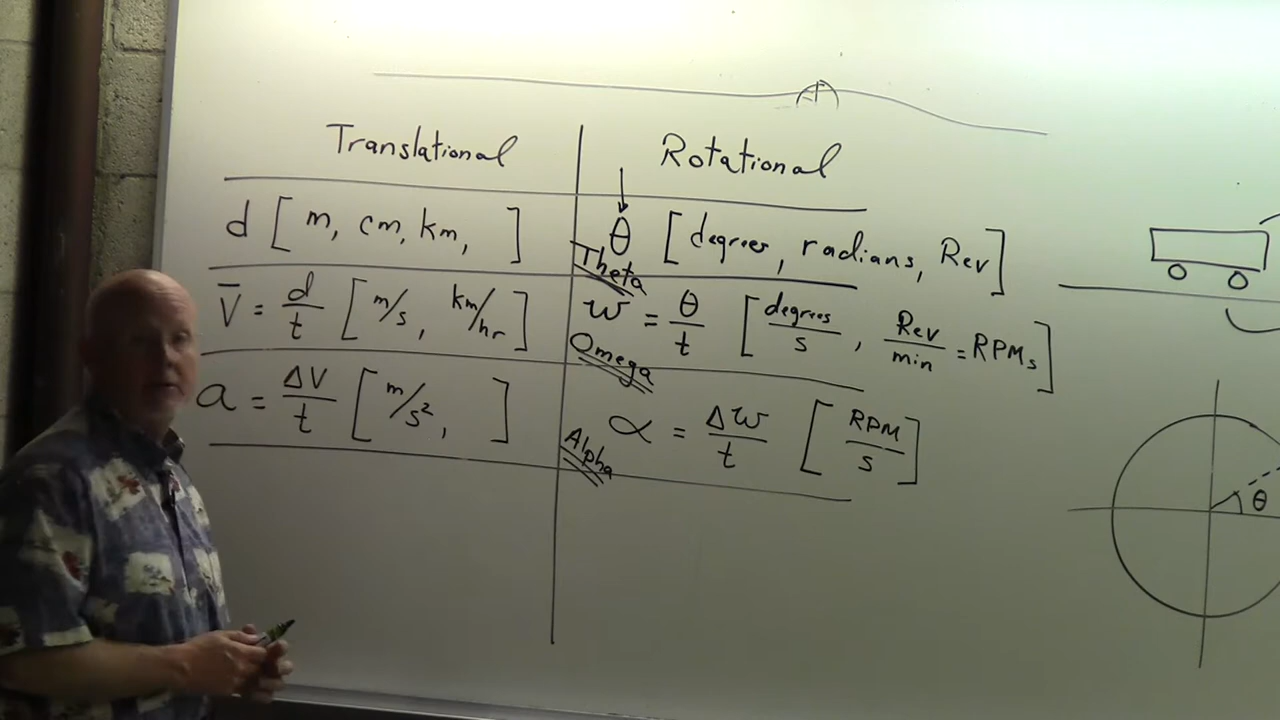 Translational Rotational
d [ m, cm, km, ] θ [ degrees, radians, Rev ]
Theta
V̅ = d/t [ m/s, km/hr ] w = θ/t [ degrees/s, Rev/min = RPMs ]
Omega
a = ΔV/t [ m/s², ] α = Δw/t [ RPM/s ]
Alpha
θ